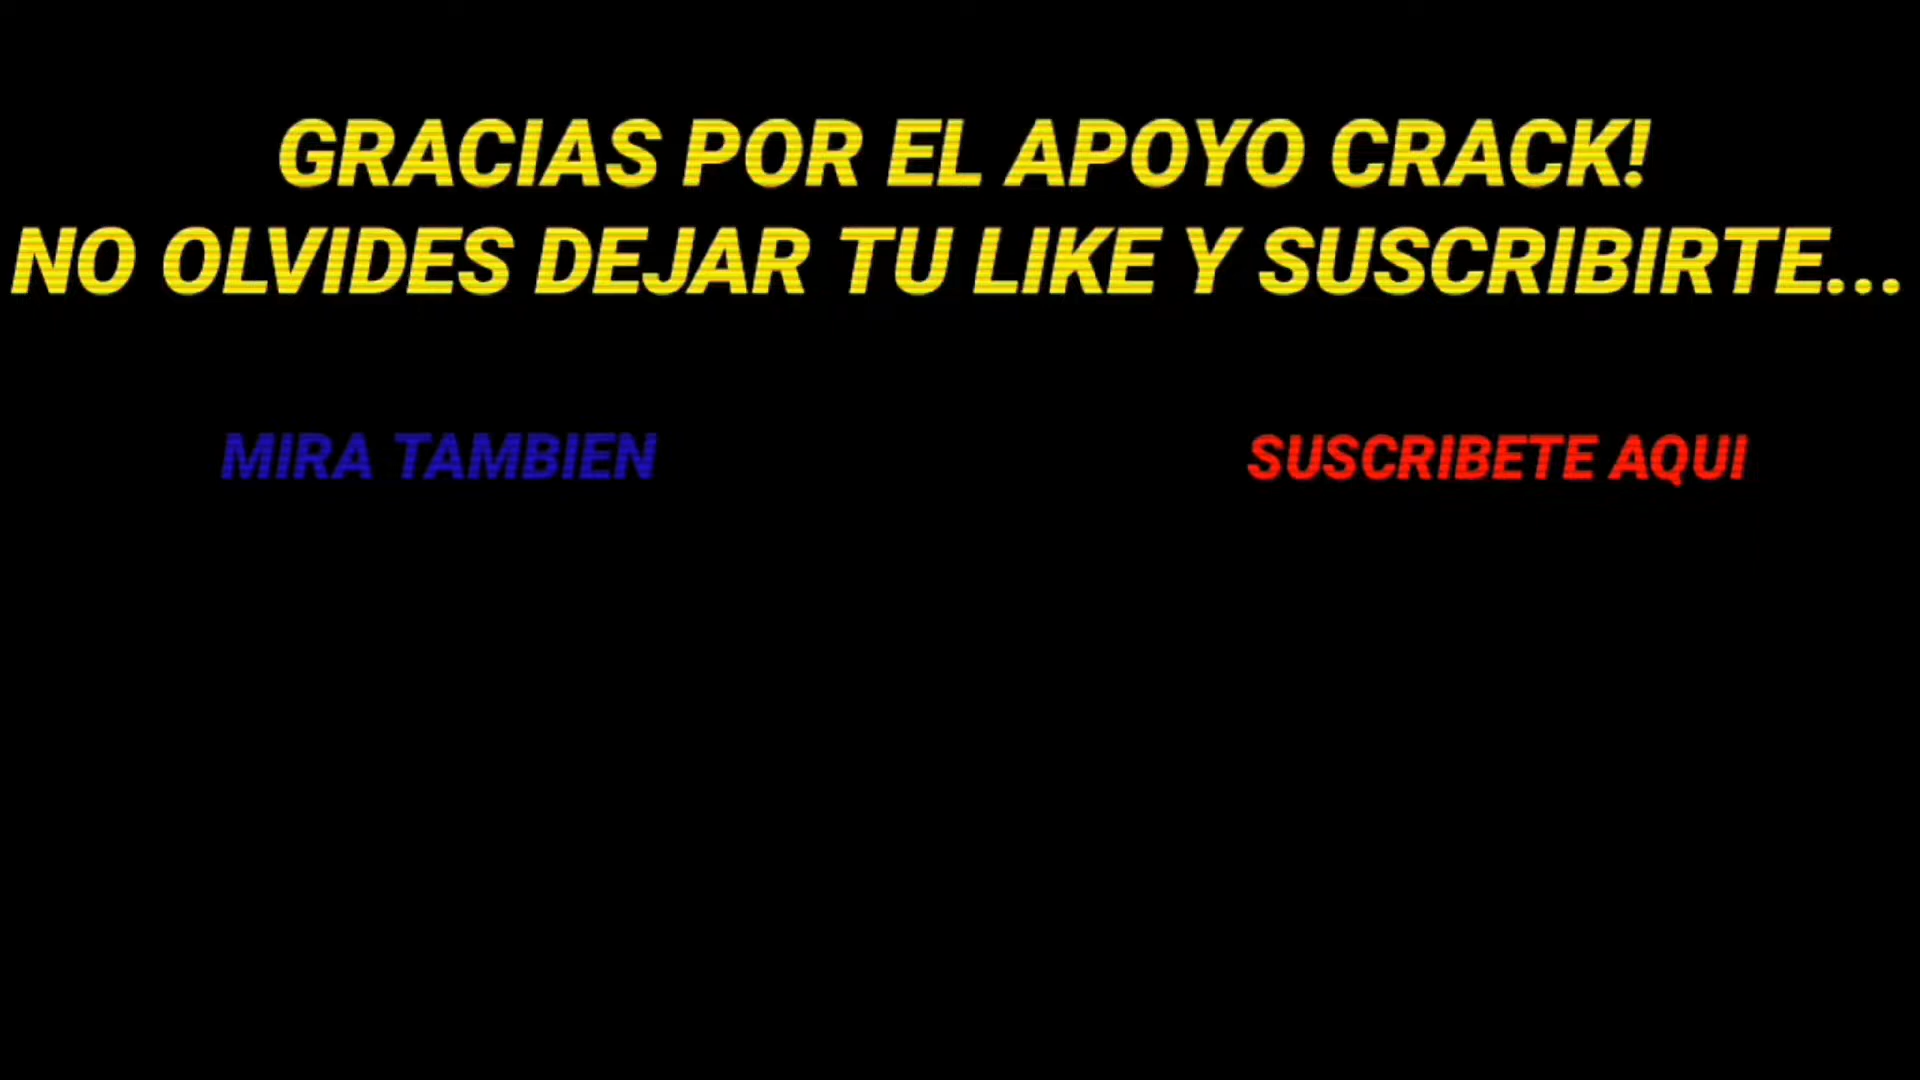 GRACIAS POR EL APOYO CRACK!
NO OLVIDES DEJAR TU LIKE Y SUSCRIBIRTE...
MIRA TAMBIEN
SUSCRIBETE AQUI